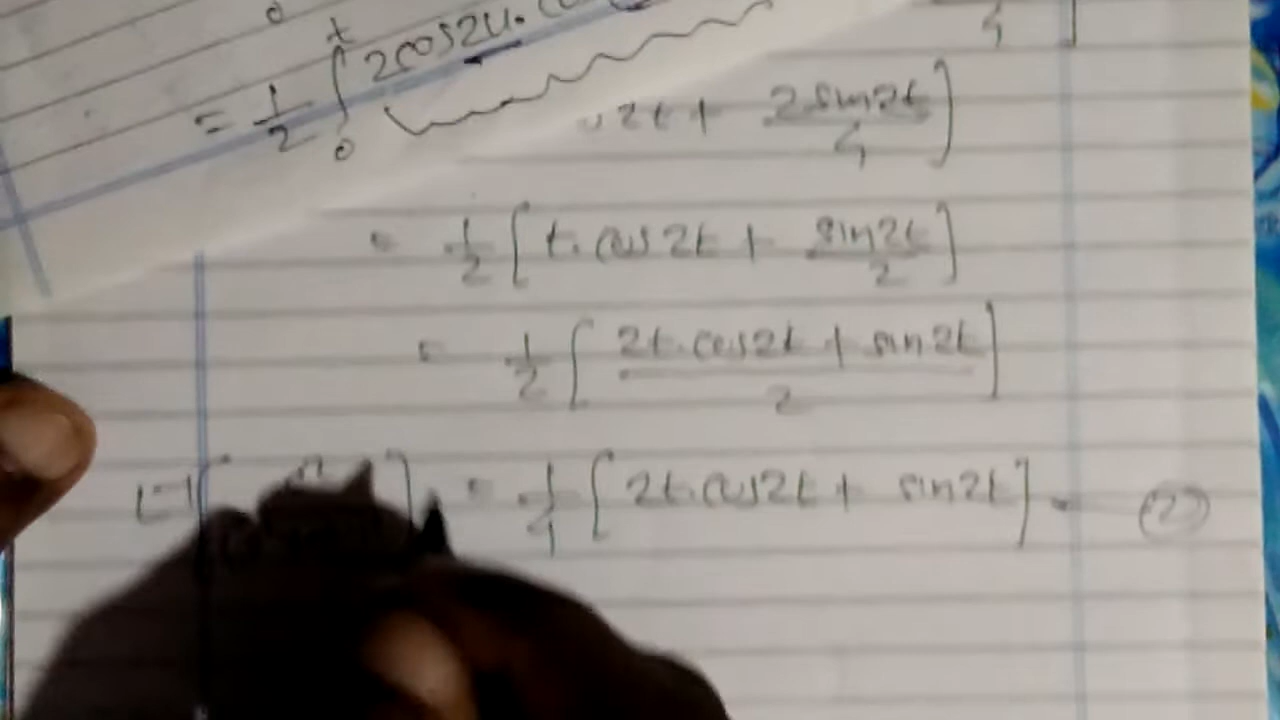 = 1/2 ∫₀ᵗ 2cos2u.
2t + 2sin2t/4]
= 1/2 [t. cos2t + sin2t/2]
= 1/2 [2t.cos2t + sin2t/2]
L⁻¹[ ] = 1/4 [2t.cos2t + sin2t] - (2)